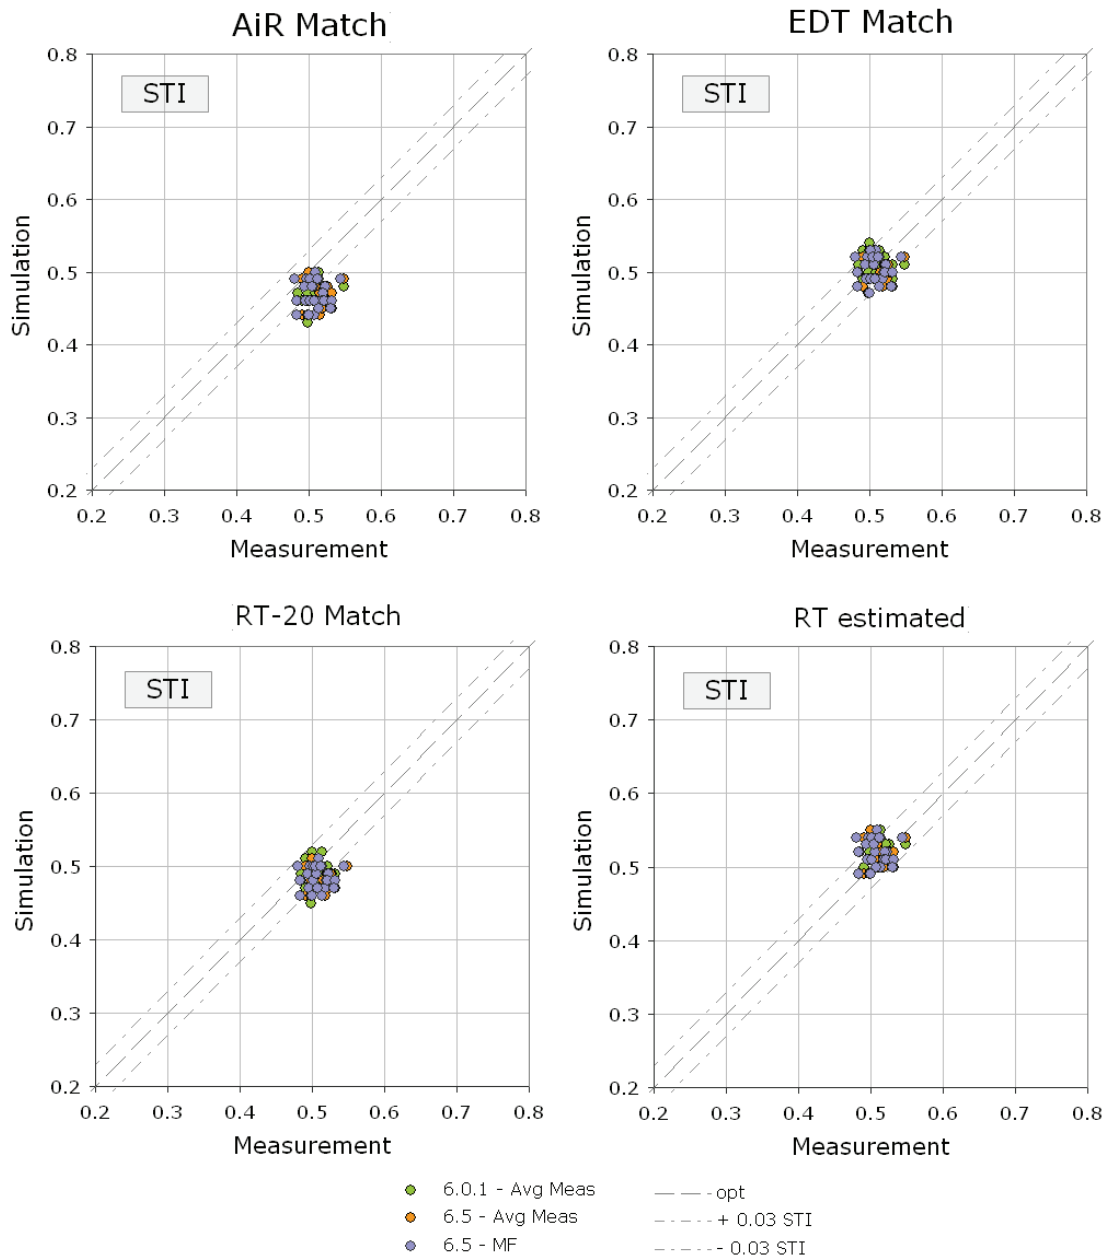 AiR Match
EDT Match
STI
STI
0.8
0.7
0.6
0.5
0.4
0.3
0.2
0.2 0.3 0.4 0.5 0.6 0.7 0.8
Simulation
Measurement
0.8
0.7
0.6
0.5
0.4
0.3
0.2
0.2 0.3 0.4 0.5 0.6 0.7 0.8
Simulation
Measurement
RT-20 Match
RT estimated
STI
STI
0.8
0.7
0.6
0.5
0.4
0.3
0.2
0.2 0.3 0.4 0.5 0.6 0.7 0.8
Simulation
Measurement
0.8
0.7
0.6
0.5
0.4
0.3
0.2
0.2 0.3 0.4 0.5 0.6 0.7 0.8
Simulation
Measurement
6.0.1 - Avg Meas
6.5 - Avg Meas
6.5 - MF
opt
+ 0.03 STI
- 0.03 STI